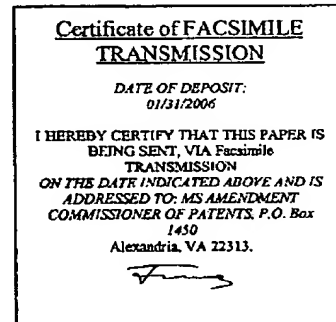 Certificate of FACSIMILE
TRANSMISSION
DATE OF DEPOSIT:
01/31/2006
I HEREBY CERTIFY THAT THIS PAPER IS
BEING SENT, VIA Facsimile
TRANSMISSION
ON THE DATE INDICATED ABOVE AND IS
ADDRESSED TO: MS AMENDMENT
COMMISSIONER OF PATENTS, P.O. Box
1450
Alexandria, VA 22313.